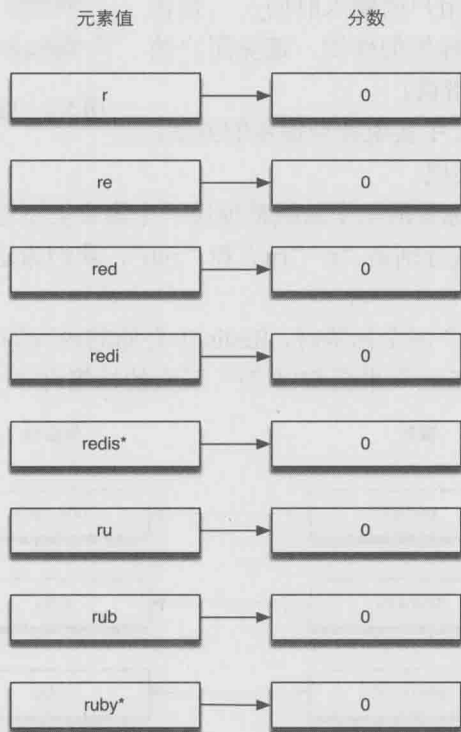 元素值 分数
r 0
re 0
red 0
redi 0
redis* 0
ru 0
rub 0
ruby* 0